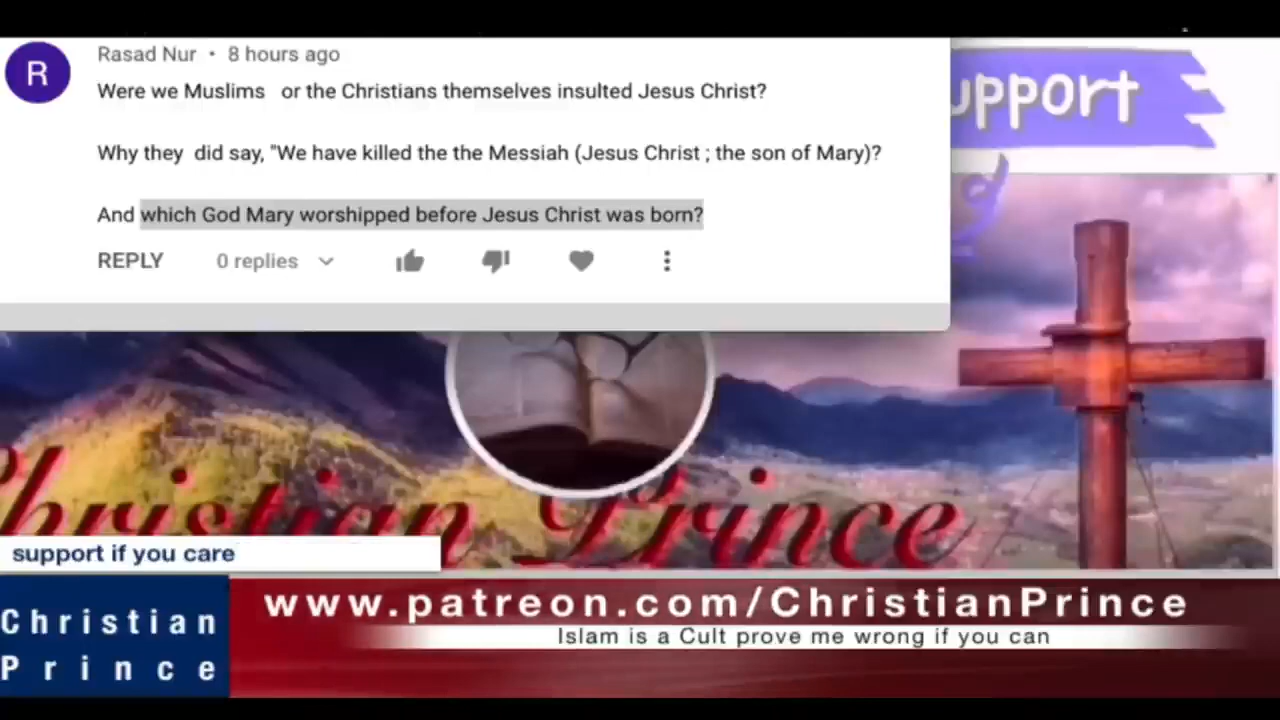 R
Rasad Nur • 8 hours ago
Were we Muslims or the Christians themselves insulted Jesus Christ?
Why they did say, "We have killed the the Messiah (Jesus Christ ; the son of Mary)?
And which God Mary worshipped before Jesus Christ was born?
REPLY 0 replies
upport
Christian Prince
support if you care
Christian
Prince
www.patreon.com/ChristianPrince
Islam is a Cult prove me wrong if you can